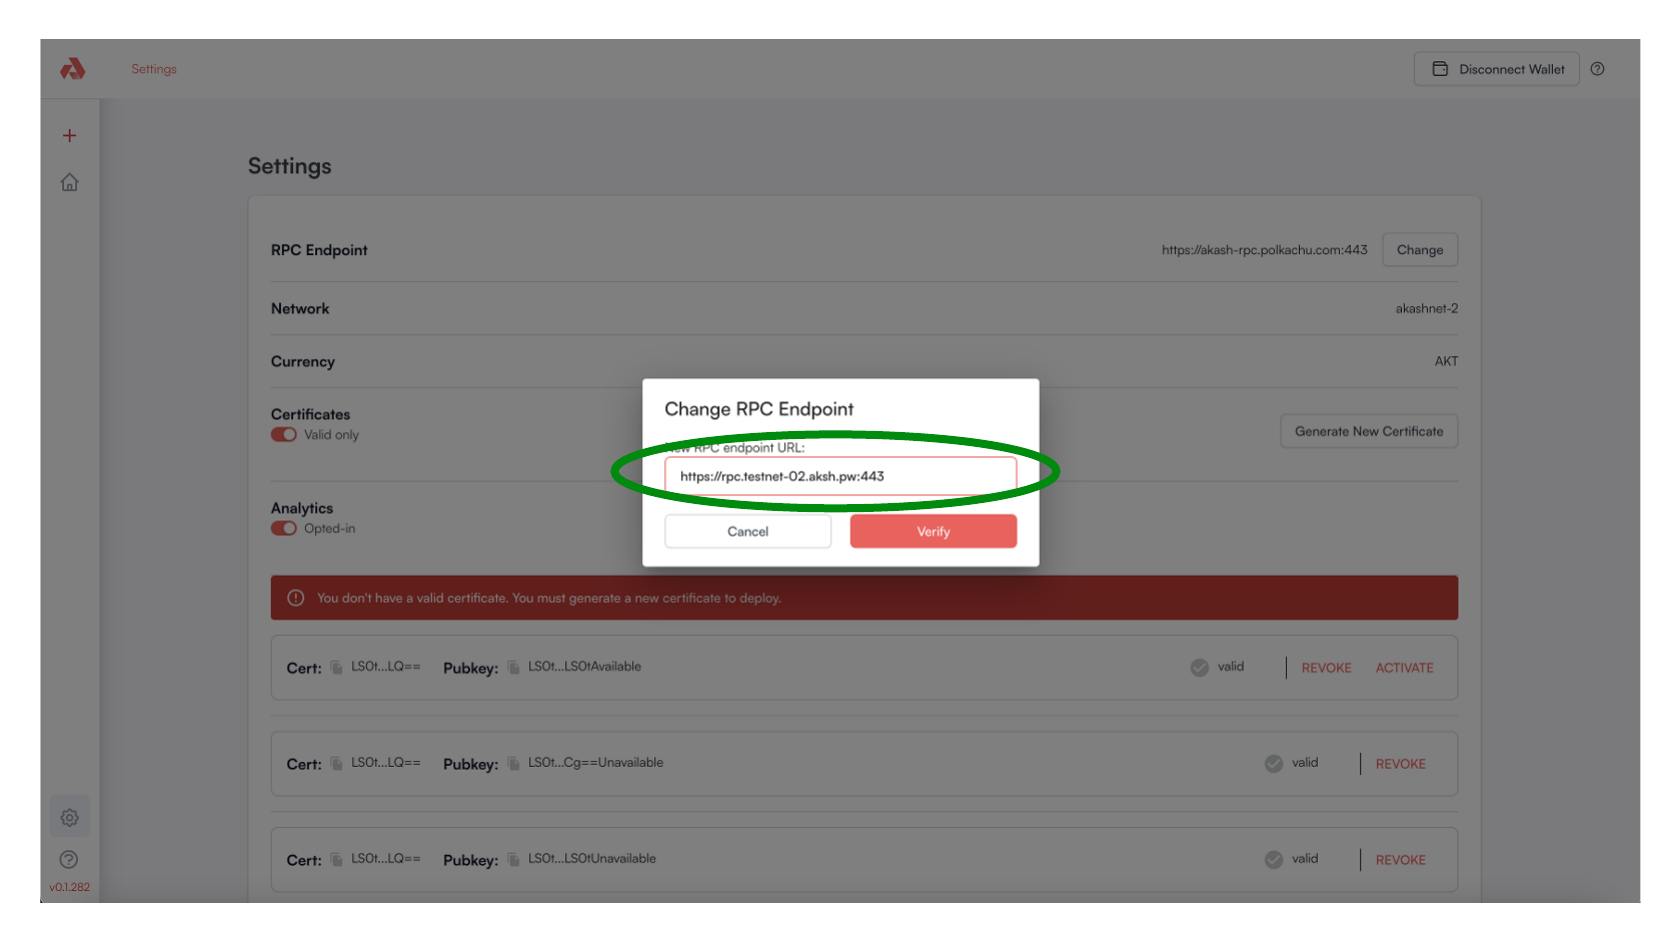 Settings
Disconnect Wallet
Settings
RPC Endpoint
https://akash-rpc.polkachu.com:443
Change
Network
akashnet-2
Currency
AKT
Certificates
Valid only
Generate New Certificate
Change RPC Endpoint
New RPC endpoint URL:
https://rpc.testnet-02.aksh.pw:443
Cancel
Verify
Analytics
Opted-in
You don't have a valid certificate. You must generate a new certificate to deploy.
Cert: LS0t...LQ== Pubkey: LS0t...LS0tAvailable
valid
REVOKE
ACTIVATE
Cert: LS0t...LQ== Pubkey: LS0t...Cg==Unavailable
valid
REVOKE
Cert: LS0t...LQ== Pubkey: LS0t...LS0tUnavailable
valid
REVOKE
v0.1.282